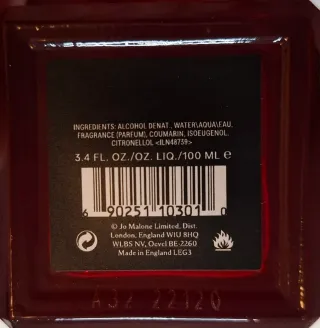 INGREDIENTS: ALCOHOL DENAT., WATER\AQUA\EAU,
FRAGRANCE (PARFUM), COUMARIN, ISOEUGENOL,
CITRONELLOL <ILN48759>
3.4 FL. OZ./OZ. LIQ./100 ML ℮
6 90251 10301 0
© Jo Malone Limited, Dist.
London, England W1U 8HQ
WLBS NV, Oevel BE-2260
Made in England LEG3
A32 22120